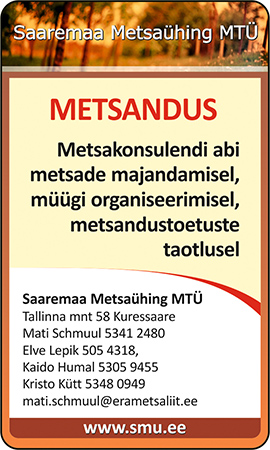 Saaremaa Metsaühing MTÜ
METSANDUS
Metsakonsulendi abi
metsade majandamisel,
müügi organiseerimisel,
metsandustoetuste
taotlusel
Saaremaa Metsaühing MTÜ
Tallinna mnt 58 Kuressaare
Mati Schmuul 5341 2480
Elve Lepik 505 4318,
Kaido Humal 5305 9455
Kristo Kütt 5348 0949
mati.schmuul@erametsaliit.ee
www.smu.ee